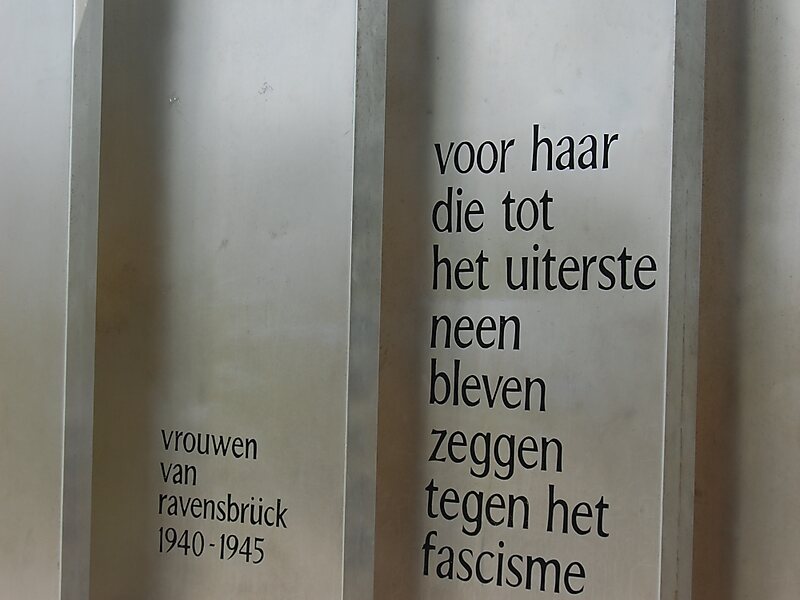 vrouwen
van
ravensbrück
1940-1945
voor haar
die tot
het uiterste
neen
bleven
zeggen
tegen het
fascisme